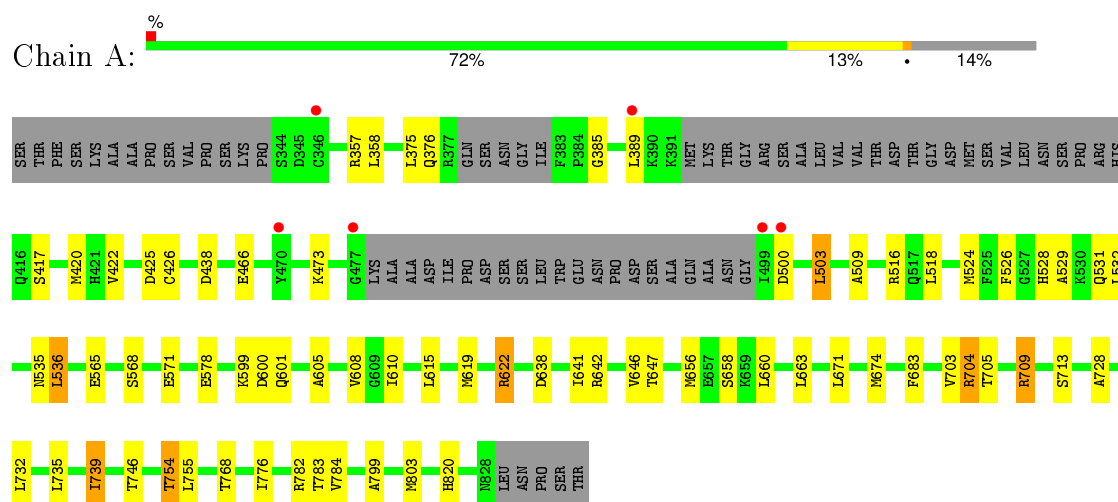 %
Chain A:
72% 13% • 14%
SER THR PHE SER LYS ALA ALA PRO SER VAL PRO SER LYS PRO S344 D345 C346 R357 L358 L375 Q376 R377 GLN SER ASN GLY ILE F383 P384 G385 L389 K390 K391 MET LYS THR GLY ARG SER ALA LEU VAL VAL THR ASP THR GLY ASP MET SER VAL LEU ASN SER PRO ARG HIS
Q416 S417 M420 H421 V422 D425 C426 D438 E466 Y470 K473 G477 LYS ALA ALA ASP ILE PRO ASP SER SER LEU TRP GLU ASN PRO ASP SER ALA GLN ALA ASN GLY I499 D500 L503 A509 R516 Q517 L518 M524 F525 F526 G527 H528 A529 K530 Q531 L532
N535 L536 E565 S568 E571 E578 K599 D600 Q601 A605 V608 G609 I610 L615 M619 R622 D638 I641 R642 V646 T647 M656 E657 S658 K659 L660 L663 L671 M674 F683 V703 R704 T705 R709 S713 A728
L732 L735 I739 T746 T754 L755 T768 I776 R782 T783 V784 A799 M803 H820 N828 LEU ASN PRO SER THR